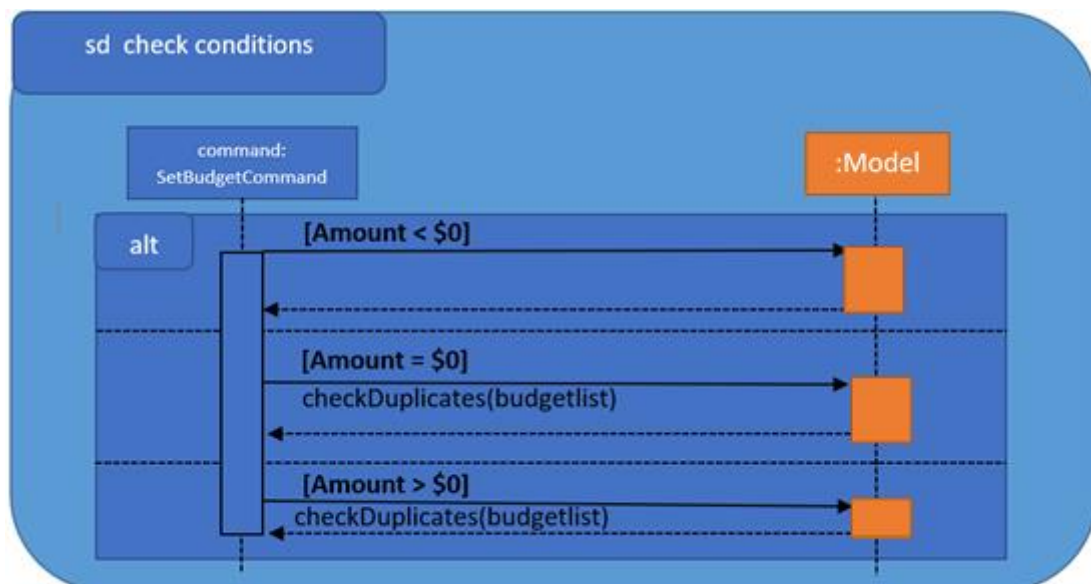 sd check conditions
command:
SetBudgetCommand
:Model
alt
[Amount < $0]
[Amount = $0]
checkDuplicates(budgetlist)
[Amount > $0]
checkDuplicates(budgetlist)